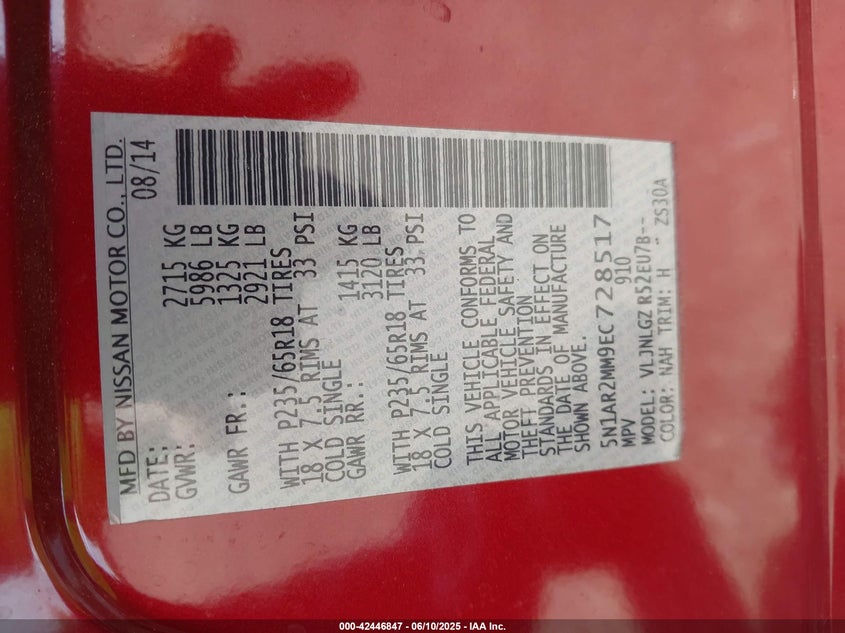 MFD BY NISSAN MOTOR CO., LTD.
DATE: 08/14
GVWR: 2715 KG
5986 LB
GAWR FR.: 1325 KG
2921 LB
WITH P235/65R18 TIRES
18 X 7.5 RIMS AT 33 PSI
COLD SINGLE
GAWR RR.: 1415 KG
3120 LB
WITH P235/65R18 TIRES
18 X 7.5 RIMS AT 33 PSI
COLD SINGLE
THIS VEHICLE CONFORMS TO
ALL APPLICABLE FEDERAL
MOTOR VEHICLE SAFETY AND
THEFT PREVENTION
STANDARDS IN EFFECT ON
THE DATE OF MANUFACTURE
SHOWN ABOVE.
5N1AR2MM9EC728517
MPV 910
MODEL: VLJNLGZ R52EU7B--
COLOR: NAH TRIM: H ZS30A
000-42446847 - 06/10/2025 - IAA Inc.